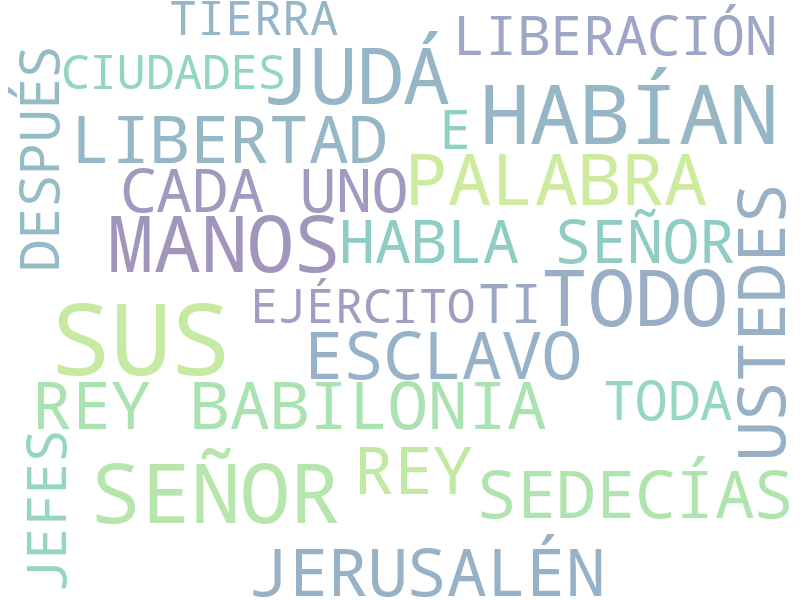 TIERRA
LIBERACIÓN
CIUDADES
JUDÁ
DESPUÉS
HABÍAN
LIBERTAD
E
PALABRA
CADA UNO
MANOS
HABLA SEÑOR
USTEDES
EJÉRCITO
TI
TODO
SUS
ESCLAVO
REY BABILONIA
TODA
JEFES
SEÑOR
REY
SEDECÍAS
JERUSALÉN